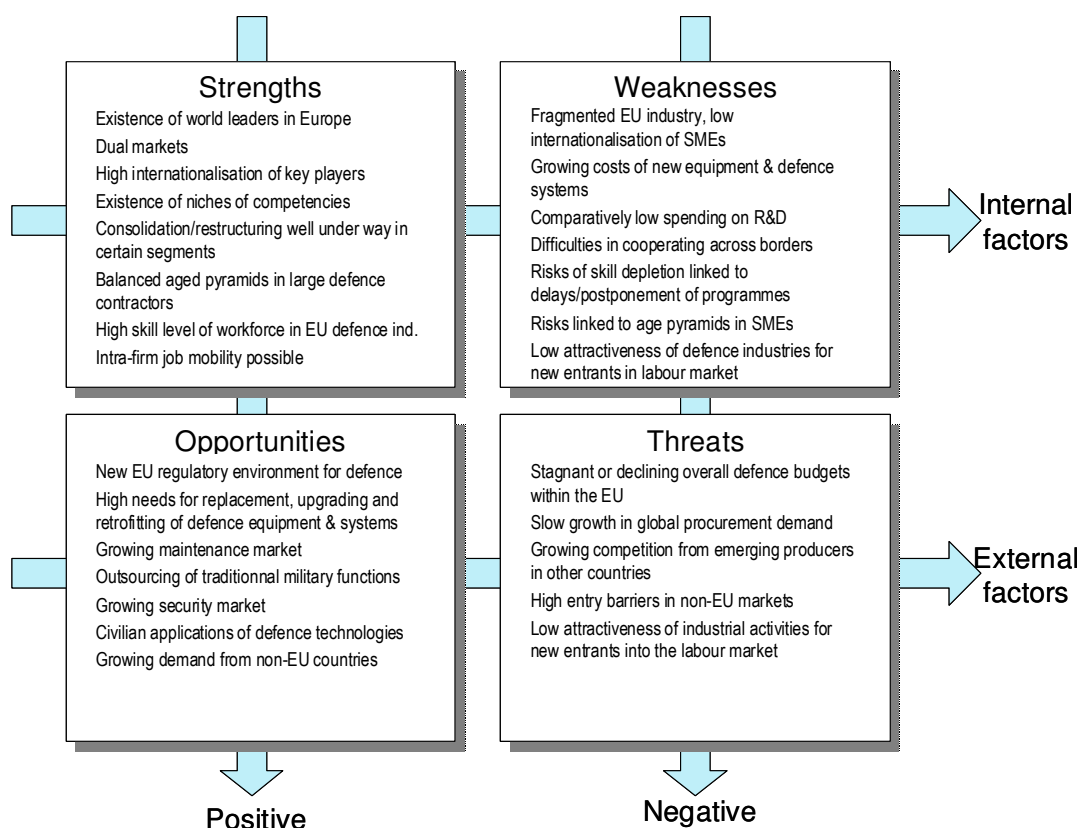 Strengths
Existence of world leaders in Europe
Dual markets
High internationalisation of key players
Existence of niches of competencies
Consolidation/restructuring well under way in
certain segments
Balanced aged pyramids in large defence
contractors
High skill level of workforce in EU defence ind.
Intra-firm job mobility possible
Weaknesses
Fragmented EU industry, low
internationalisation of SMEs
Growing costs of new equipment & defence
systems
Comparatively low spending on R&D
Difficulties in cooperating across borders
Risks of skill depletion linked to
delays/postponement of programmes
Risks linked to age pyramids in SMEs
Low attractiveness of defence industries for
new entrants in labour market
Internal
factors
Opportunities
New EU regulatory environment for defence
High needs for replacement, upgrading and
retrofitting of defence equipment & systems
Growing maintenance market
Outsourcing of traditionnal military functions
Growing security market
Civilian applications of defence technologies
Growing demand from non-EU countries
Threats
Stagnant or declining overall defence budgets
within the EU
Slow growth in global procurement demand
Growing competition from emerging producers
in other countries
High entry barriers in non-EU markets
Low attractiveness of industrial activities for
new entrants into the labour market
External
factors
Positive
Negative